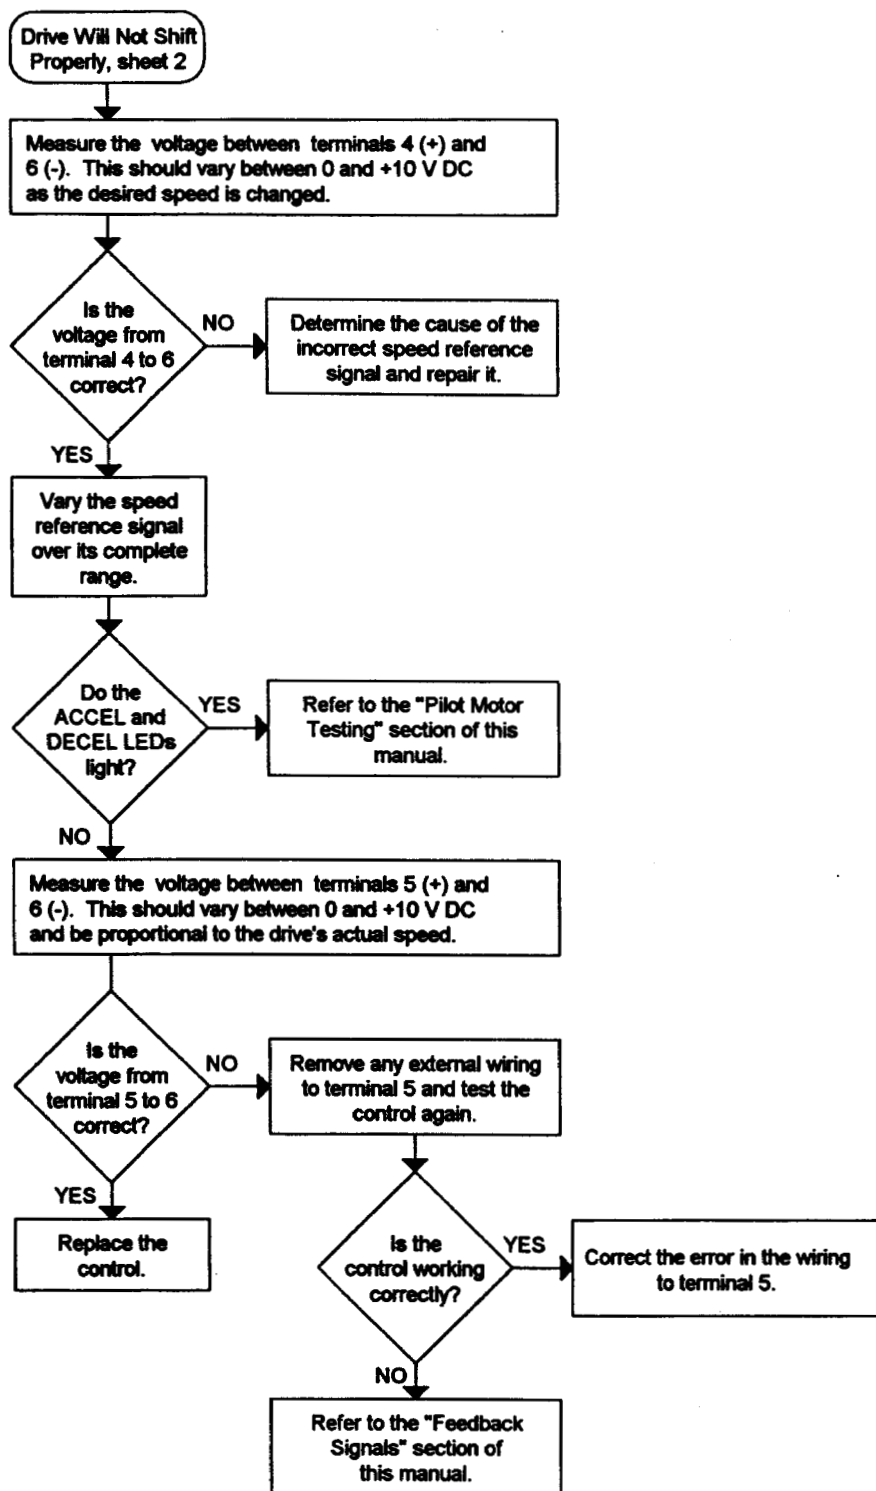 Drive Will Not Shift
Properly, sheet 2
Measure the voltage between terminals 4 (+) and
6 (-). This should vary between 0 and +10 V DC
as the desired speed is changed.
Is the
voltage from
terminal 4 to 6
correct?
NO
Determine the cause of the
incorrect speed reference
signal and repair it.
YES
Vary the speed
reference signal
over its complete
range.
Do the
ACCEL and
DECEL LEDs
light?
YES
Refer to the "Pilot Motor
Testing" section of this
manual.
NO
Measure the voltage between terminals 5 (+) and
6 (-). This should vary between 0 and +10 V DC
and be proportional to the drive's actual speed.
Is the
voltage from
terminal 5 to 6
correct?
NO
Remove any external wiring
to terminal 5 and test the
control again.
YES
Replace the
control.
Is the
control working
correctly?
YES
Correct the error in the wiring
to terminal 5.
NO
Refer to the "Feedback
Signals" section of
this manual.